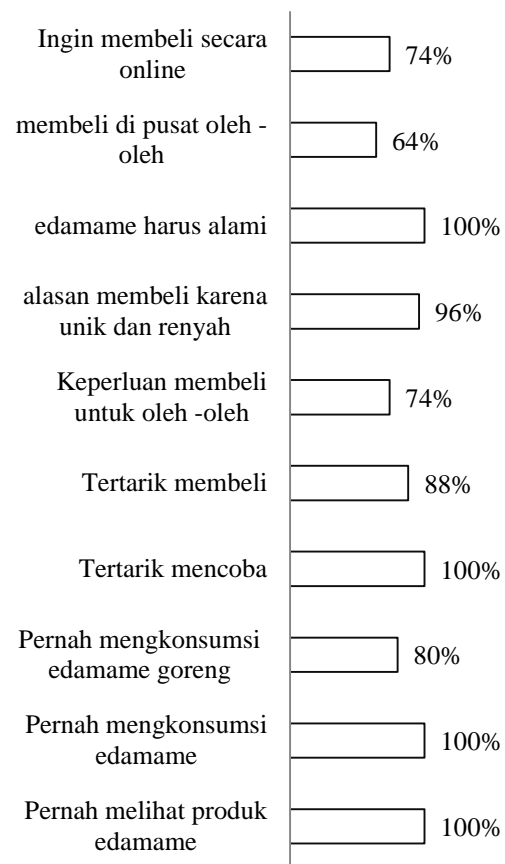 Ingin membeli secara
online
74%
membeli di pusat oleh -
oleh
64%
edamame harus alami
100%
alasan membeli karena
unik dan renyah
96%
Keperluan membeli
untuk oleh -oleh
74%
Tertarik membeli
88%
Tertarik mencoba
100%
Pernah mengkonsumsi
edamame goreng
80%
Pernah mengkonsumsi
edamame
100%
Pernah melihat produk
edamame
100%